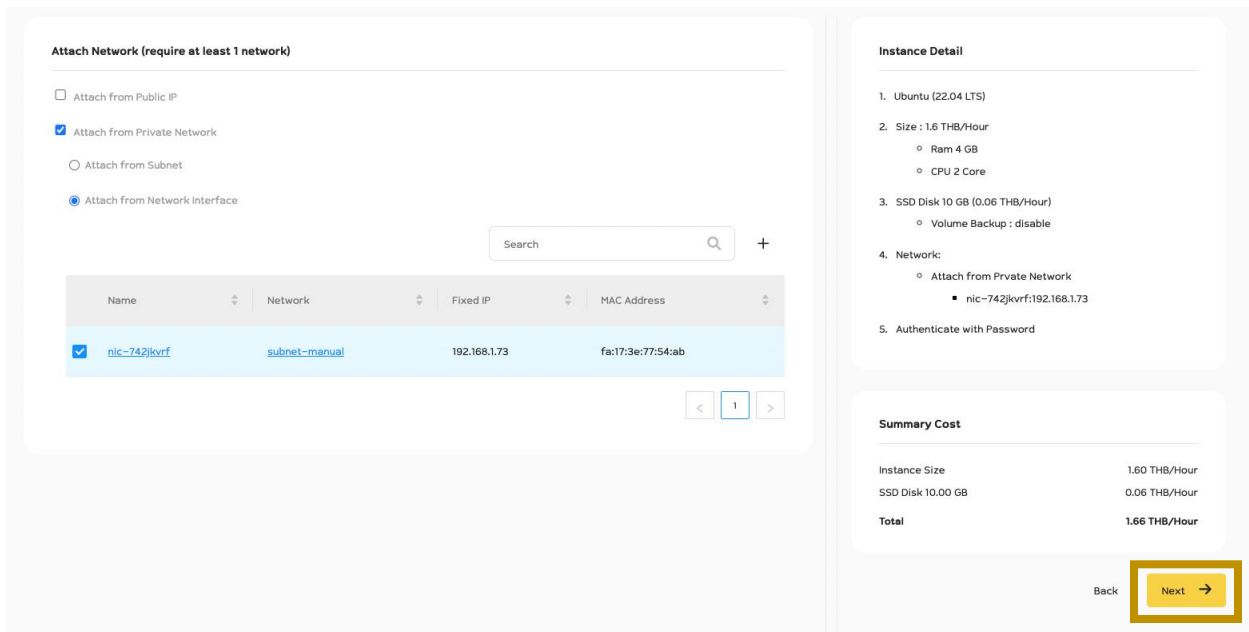 Attach Network (require at least 1 network)
Attach from Public IP
Attach from Private Network
Attach from Subnet
Attach from Network Interface
Search
Name Network Fixed IP MAC Address
nic-742jkvrf subnet-manual 192.168.1.73 fa:17:3e:77:54:ab
< 1 >
Instance Detail
1. Ubuntu (22.04 LTS)
2. Size : 1.6 THB/Hour
Ram 4 GB
CPU 2 Core
3. SSD Disk 10 GB (0.06 THB/Hour)
Volume Backup : disable
4. Network:
Attach from Prvate Network
nic-742jkvrf:192.168.1.73
5. Authenticate with Password
Summary Cost
Instance Size 1.60 THB/Hour
SSD Disk 10.00 GB 0.06 THB/Hour
Total 1.66 THB/Hour
Back Next →